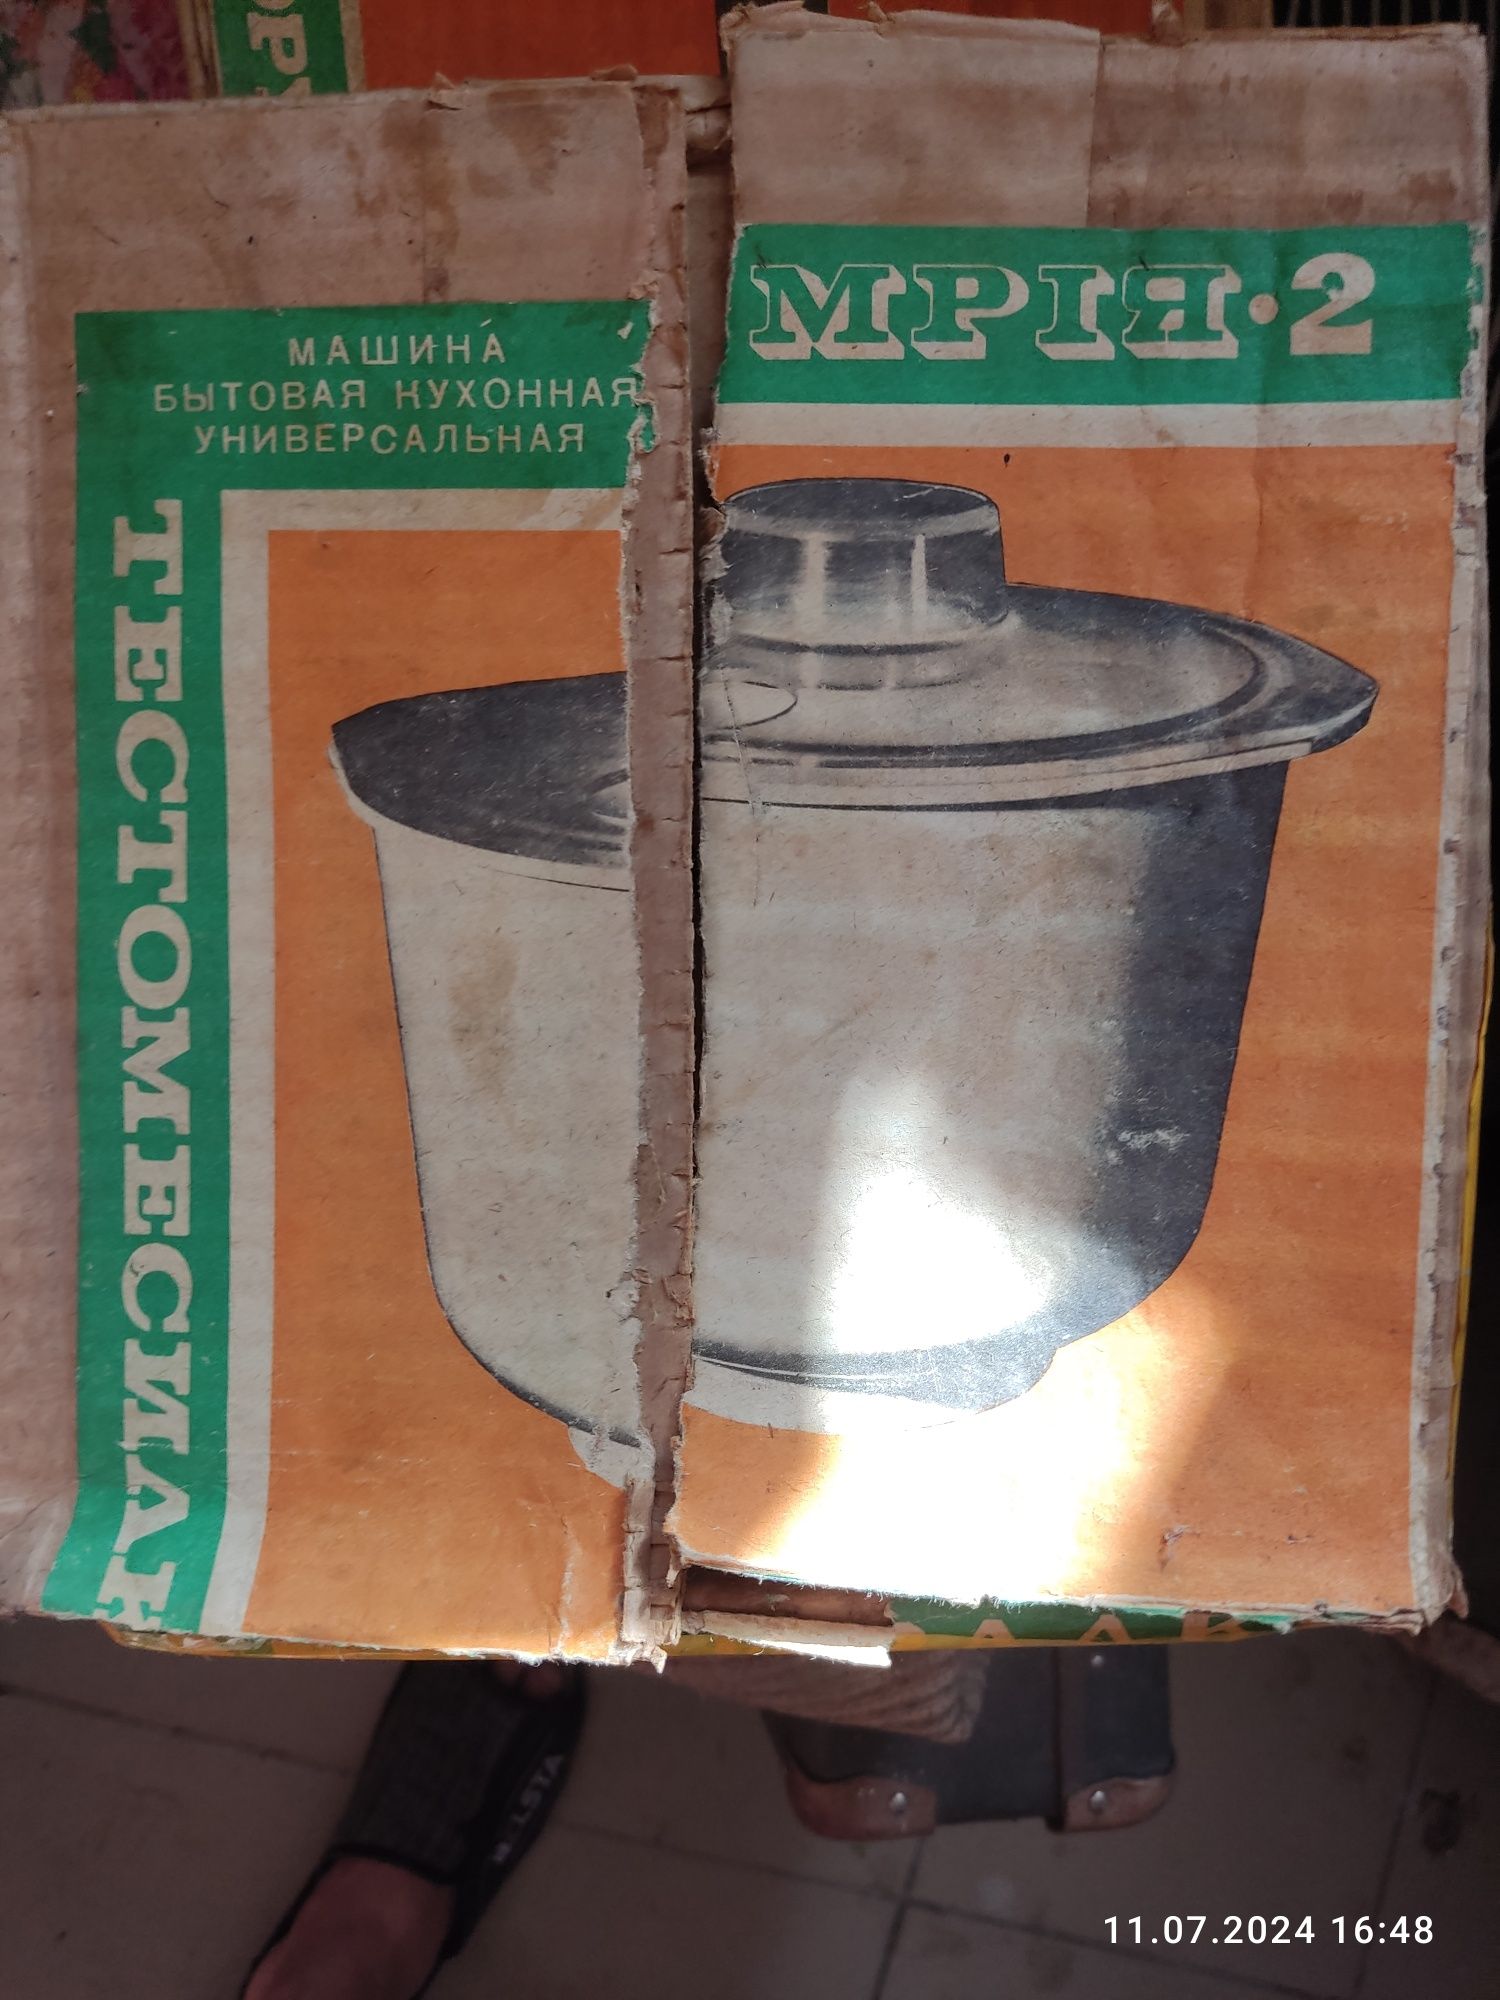 МРІЯ·2
МАШИНА
БЫТОВАЯ КУХОННАЯ
УНИВЕРСАЛЬНАЯ
ТЕСТОМЕСИЛК
11.07.2024 16:48